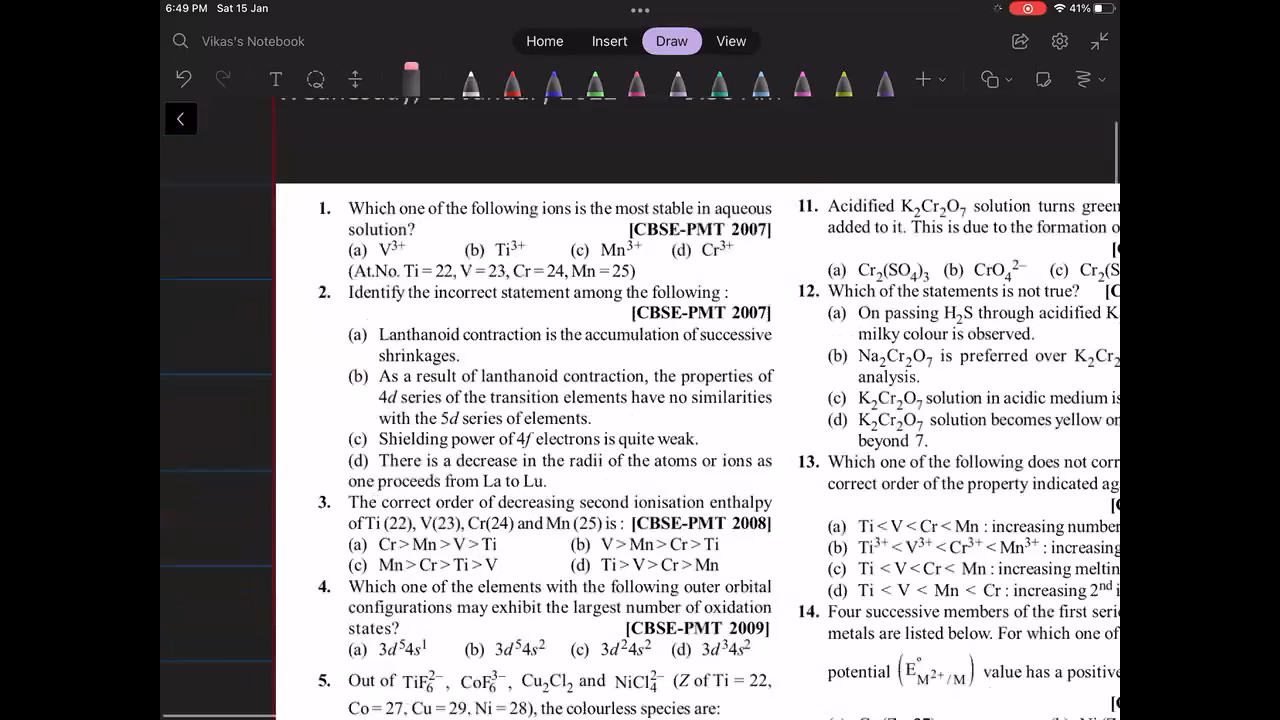 6:49 PM Sat 15 Jan
41%
Vikas's Notebook
Home Insert Draw View
1. Which one of the following ions is the most stable in aqueous
solution? [CBSE-PMT 2007]
(a) V³⁺ (b) Ti³⁺ (c) Mn³⁺ (d) Cr³⁺
(At.No. Ti = 22, V = 23, Cr = 24, Mn = 25)
2. Identify the incorrect statement among the following :
[CBSE-PMT 2007]
(a) Lanthanoid contraction is the accumulation of successive
shrinkages.
(b) As a result of lanthanoid contraction, the properties of
4d series of the transition elements have no similarities
with the 5d series of elements.
(c) Shielding power of 4f electrons is quite weak.
(d) There is a decrease in the radii of the atoms or ions as
one proceeds from La to Lu.
3. The correct order of decreasing second ionisation enthalpy
of Ti (22), V(23), Cr(24) and Mn (25) is : [CBSE-PMT 2008]
(a) Cr > Mn > V > Ti (b) V > Mn > Cr > Ti
(c) Mn > Cr > Ti > V (d) Ti > V > Cr > Mn
4. Which one of the elements with the following outer orbital
configurations may exhibit the largest number of oxidation
states? [CBSE-PMT 2009]
(a) 3d⁵4s¹ (b) 3d⁵4s² (c) 3d²4s² (d) 3d³4s²
5. Out of TiF₆²⁻, CoF₆³⁻, Cu₂Cl₂ and NiCl₄²⁻ (Z of Ti = 22,
Co = 27, Cu = 29, Ni = 28), the colourless species are:
11. Acidified K₂Cr₂O₇ solution turns green
added to it. This is due to the formation o
[
(a) Cr₂(SO₄)₃ (b) CrO₄²⁻ (c) Cr₂(S
12. Which of the statements is not true? [C
(a) On passing H₂S through acidified K
milky colour is observed.
(b) Na₂Cr₂O₇ is preferred over K₂Cr₂
analysis.
(c) K₂Cr₂O₇ solution in acidic medium is
(d) K₂Cr₂O₇ solution becomes yellow on
beyond 7.
13. Which one of the following does not corr
correct order of the property indicated ag
[
(a) Ti < V < Cr < Mn : increasing number
(b) Ti³⁺ < V³⁺ < Cr³⁺ < Mn³⁺ : increasing
(c) Ti < V < Cr < Mn : increasing meltin
(d) Ti < V < Mn < Cr : increasing 2ⁿᵈ i
14. Four successive members of the first seri
metals are listed below. For which one of
potential (E°M²⁺/M) value has a positive
[